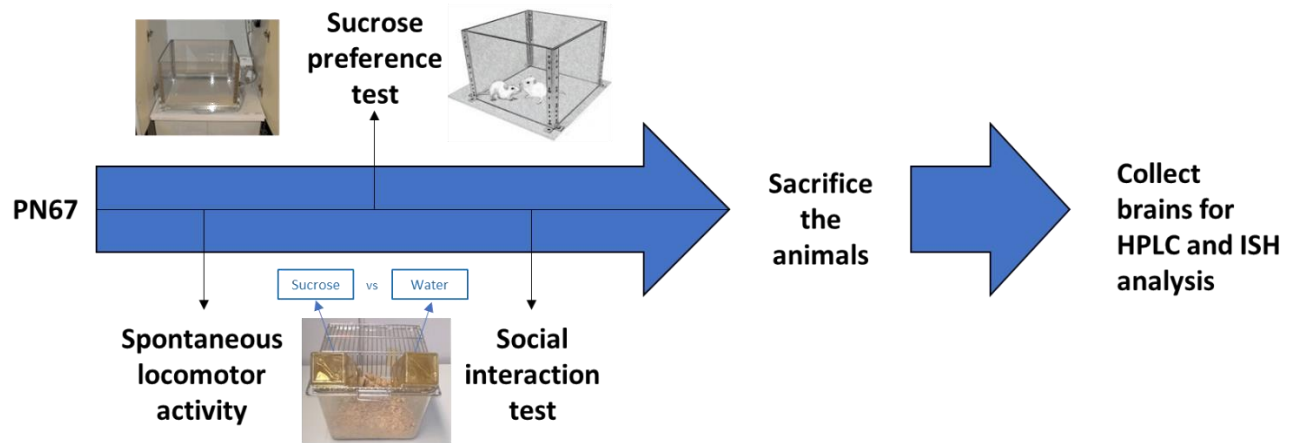 PN67
Sucrose
preference
test
Spontaneous
locomotor
activity
Sucrose
vs
Water
Social
interaction
test
Sacrifice
the
animals
Collect
brains for
HPLC and ISH
analysis